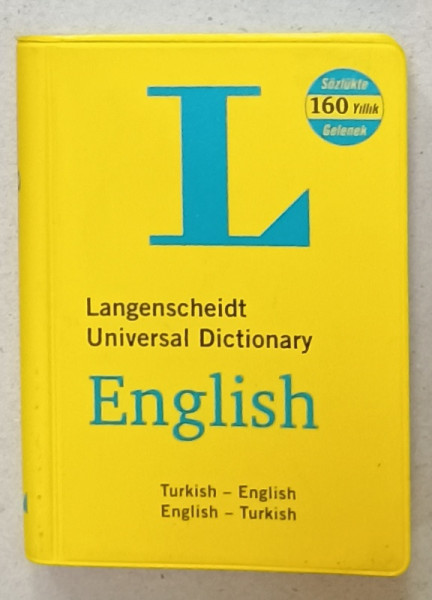 L
Sözlükte
160 Yıllık
Gelenek
Langenscheidt
Universal Dictionary
English
Turkish – English
English – Turkish